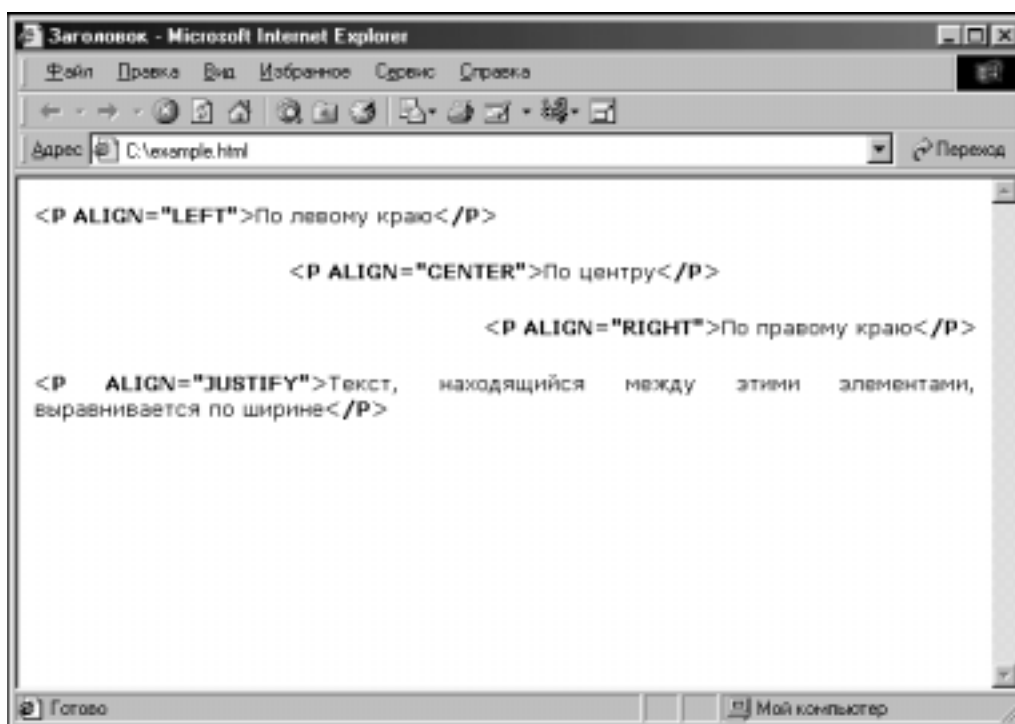 Заголовок - Microsoft Internet Explorer
Файл Правка Вид Избранное Сервис Справка
Адрес C:\example.html Переход
<P ALIGN="LEFT">По левому краю</P>
<P ALIGN="CENTER">По центру</P>
<P ALIGN="RIGHT">По правому краю</P>
<P ALIGN="JUSTIFY">Текст, находящийся между этими элементами,
выравнивается по ширине</P>
Готово Мой компьютер